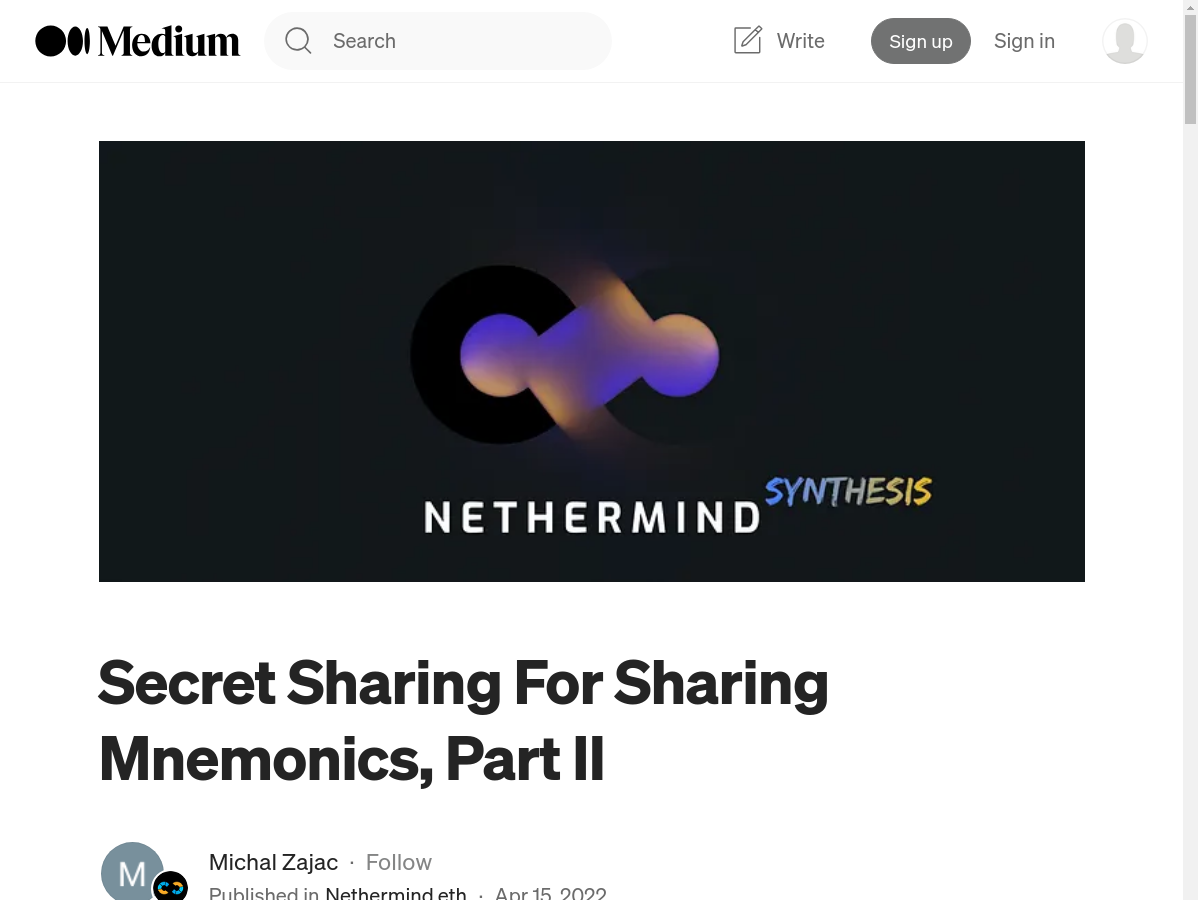 Medium
Search
Write
Sign up
Sign in
SYNTHESIS
NETHERMIND
Secret Sharing For Sharing
Mnemonics, Part II
M
Michal Zajac · Follow
Published in Nethermind.eth · Apr 15, 2022